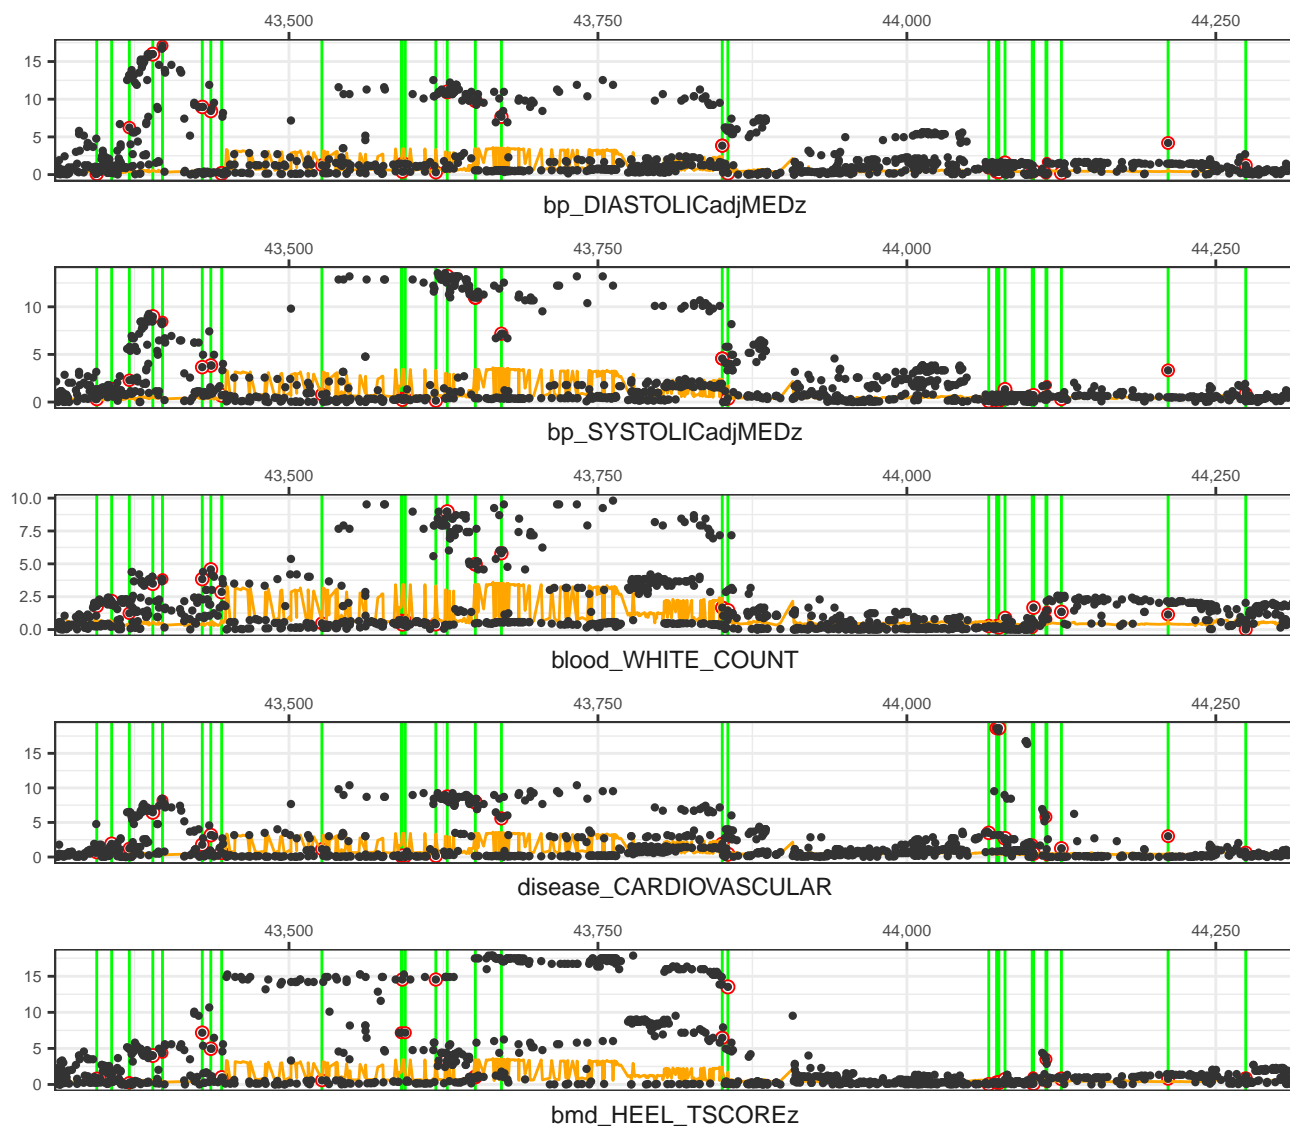 43,500 43,750 44,000 44,250
15
10
5
0
bp_DIASTOLICadjMEDz
43,500 43,750 44,000 44,250
10
5
0
bp_SYSTOLICadjMEDz
43,500 43,750 44,000 44,250
10.0
7.5
5.0
2.5
0.0
blood_WHITE_COUNT
43,500 43,750 44,000 44,250
15
10
5
0
disease_CARDIOVASCULAR
43,500 43,750 44,000 44,250
15
10
5
0
bmd_HEEL_TSCOREz